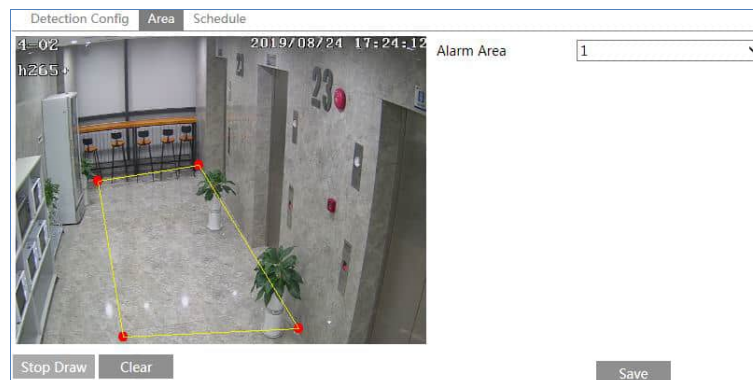 Detection Config Area Schedule
4-02 2019/08/24 17:24:12
h265+
23
23
Alarm Area 1
Stop Draw Clear
Save